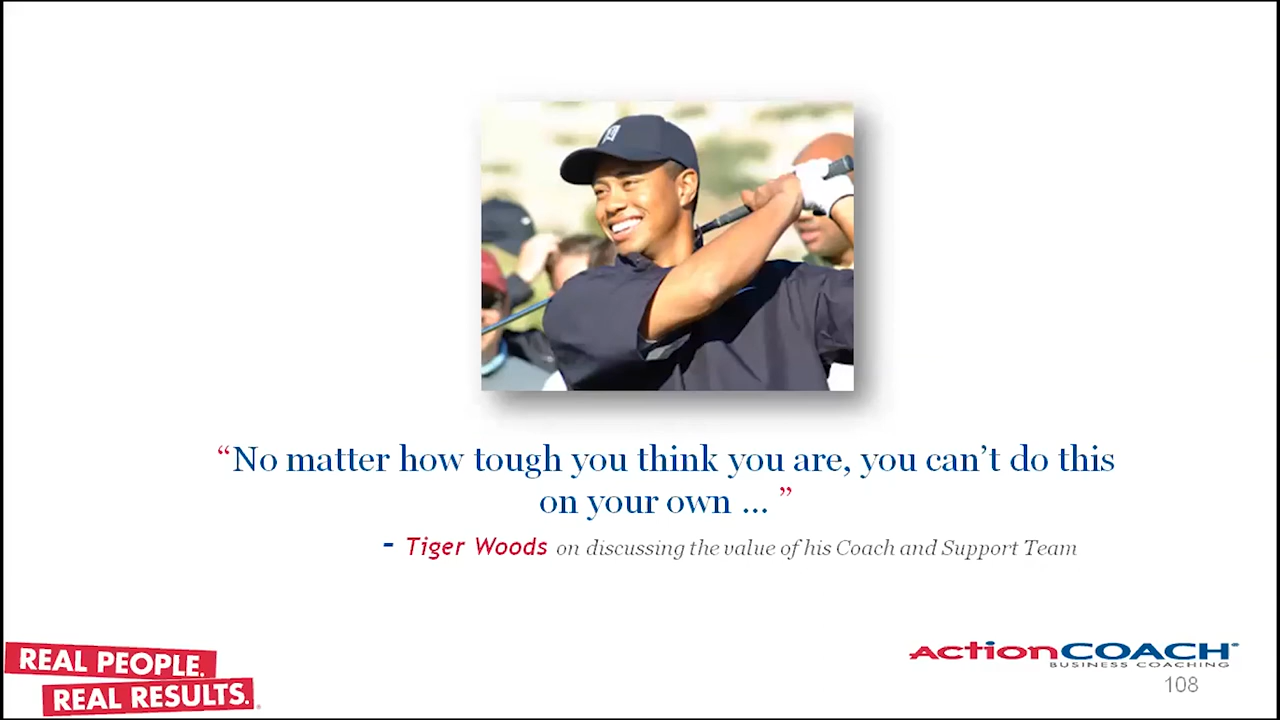 “No matter how tough you think you are, you can’t do this
on your own ... ”
- Tiger Woods on discussing the value of his Coach and Support Team
REAL PEOPLE.
REAL RESULTS.
ActionCOACH
BUSINESS COACHING
108